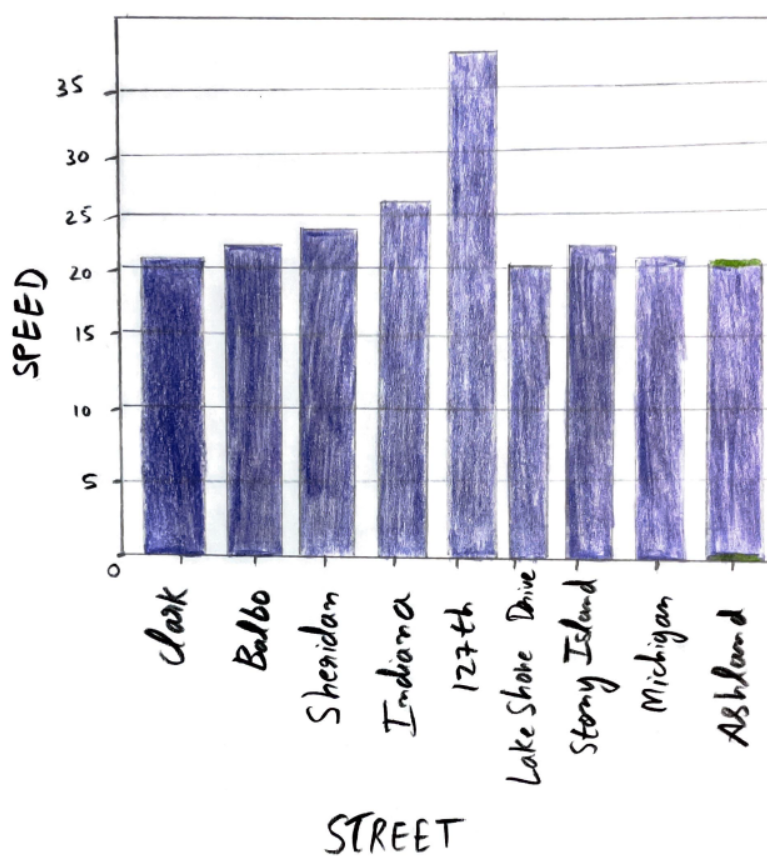 35
30
25
20
15
10
5
0
SPEED
Clark
Balbo
Sheridan
Indiana
127th
Lake Shore Drive
Stony Island
Michigan
Ashland
STREET